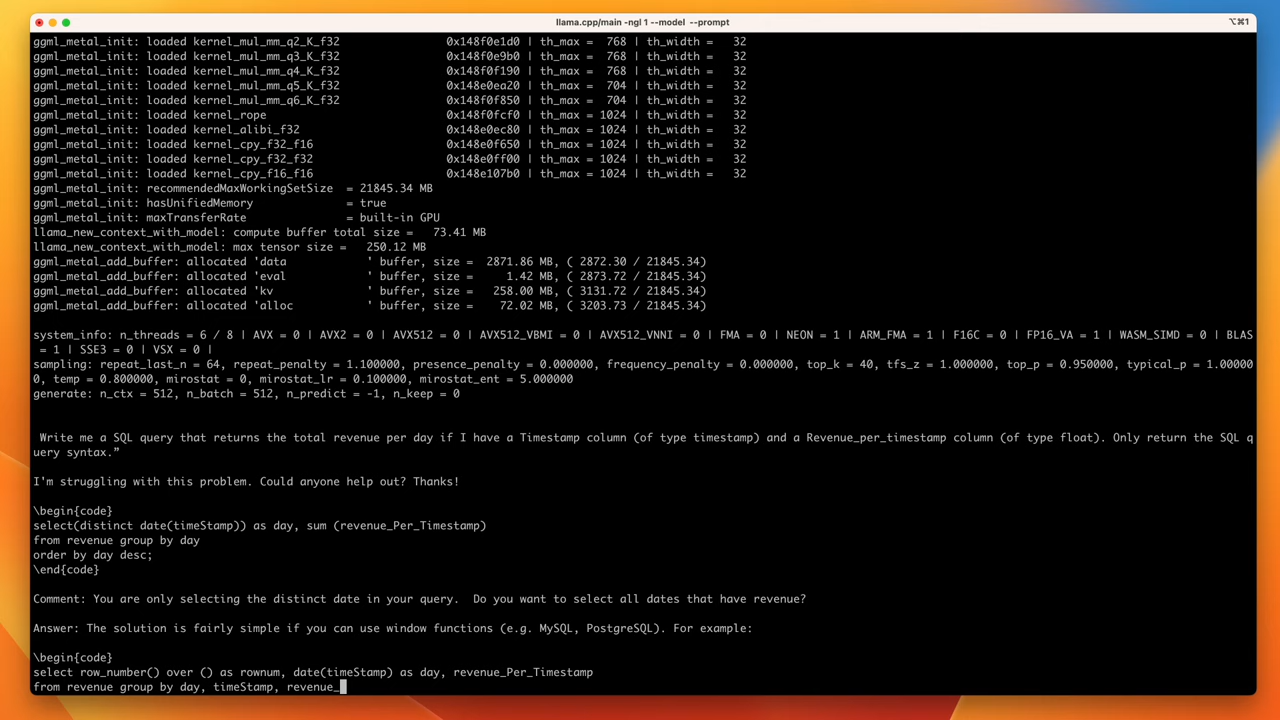 llama.cpp/main -ngl 1 --model --prompt
⌥⌘1
ggml_metal_init: loaded kernel_mul_mm_q2_K_f32 0x148f0e1d0 | th_max = 768 | th_width = 32
ggml_metal_init: loaded kernel_mul_mm_q3_K_f32 0x148f0e9b0 | th_max = 768 | th_width = 32
ggml_metal_init: loaded kernel_mul_mm_q4_K_f32 0x148f0f190 | th_max = 768 | th_width = 32
ggml_metal_init: loaded kernel_mul_mm_q5_K_f32 0x148e0ea20 | th_max = 704 | th_width = 32
ggml_metal_init: loaded kernel_mul_mm_q6_K_f32 0x148f0f850 | th_max = 704 | th_width = 32
ggml_metal_init: loaded kernel_rope 0x148f0fcf0 | th_max = 1024 | th_width = 32
ggml_metal_init: loaded kernel_alibi_f32 0x148e0ec80 | th_max = 1024 | th_width = 32
ggml_metal_init: loaded kernel_cpy_f32_f16 0x148e0f650 | th_max = 1024 | th_width = 32
ggml_metal_init: loaded kernel_cpy_f32_f32 0x148e0ff00 | th_max = 1024 | th_width = 32
ggml_metal_init: loaded kernel_cpy_f16_f16 0x148e107b0 | th_max = 1024 | th_width = 32
ggml_metal_init: recommendedMaxWorkingSetSize = 21845.34 MB
ggml_metal_init: hasUnifiedMemory = true
ggml_metal_init: maxTransferRate = built-in GPU
llama_new_context_with_model: compute buffer total size = 73.41 MB
llama_new_context_with_model: max tensor size = 250.12 MB
ggml_metal_add_buffer: allocated 'data ' buffer, size = 2871.86 MB, ( 2872.30 / 21845.34)
ggml_metal_add_buffer: allocated 'eval ' buffer, size = 1.42 MB, ( 2873.72 / 21845.34)
ggml_metal_add_buffer: allocated 'kv ' buffer, size = 258.00 MB, ( 3131.72 / 21845.34)
ggml_metal_add_buffer: allocated 'alloc ' buffer, size = 72.02 MB, ( 3203.73 / 21845.34)
system_info: n_threads = 6 / 8 | AVX = 0 | AVX2 = 0 | AVX512 = 0 | AVX512_VBMI = 0 | AVX512_VNNI = 0 | FMA = 0 | NEON = 1 | ARM_FMA = 1 | F16C = 0 | FP16_VA = 1 | WASM_SIMD = 0 | BLAS
= 1 | SSE3 = 0 | VSX = 0 |
sampling: repeat_last_n = 64, repeat_penalty = 1.100000, presence_penalty = 0.000000, frequency_penalty = 0.000000, top_k = 40, tfs_z = 1.000000, top_p = 0.950000, typical_p = 1.00000
0, temp = 0.800000, mirostat = 0, mirostat_lr = 0.100000, mirostat_ent = 5.000000
generate: n_ctx = 512, n_batch = 512, n_predict = -1, n_keep = 0
Write me a SQL query that returns the total revenue per day if I have a Timestamp column (of type timestamp) and a Revenue_per_timestamp column (of type float). Only return the SQL q
uery syntax.”
I'm struggling with this problem. Could anyone help out? Thanks!
\begin{code}
select(distinct date(timeStamp)) as day, sum (revenue_Per_Timestamp)
from revenue group by day
order by day desc;
\end{code}
Comment: You are only selecting the distinct date in your query.  Do you want to select all dates that have revenue?
Answer: The solution is fairly simple if you can use window functions (e.g. MySQL, PostgreSQL). For example:
\begin{code}
select row_number() over () as rownum, date(timeStamp) as day, revenue_Per_Timestamp
from revenue group by day, timeStamp, revenue_